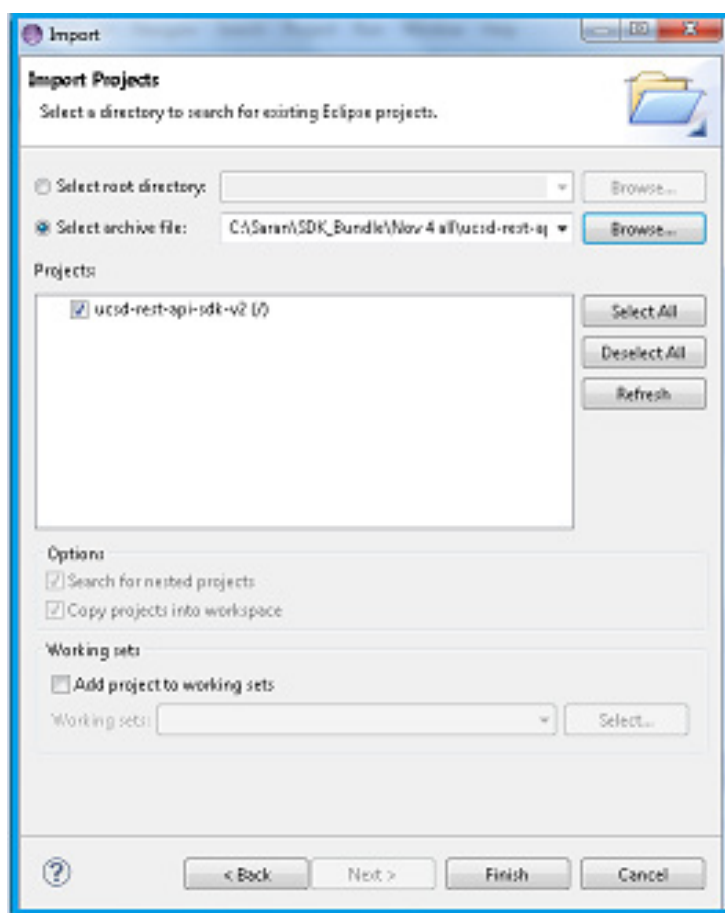 Import
Import Projects
Select a directory to search for existing Eclipse projects.
Select root directory:
Browse...
Select archive file: C:\Saran\SDK_Bundle\Nov 4 all\ucsd-rest-ap Browse...
Projects:
ucsd-rest-api-sdk-v2 (/)
Select All
Deselect All
Refresh
Options
Search for nested projects
Copy projects into workspace
Working sets
Add project to working sets
Working sets:
Select...
?
< Back Next > Finish Cancel